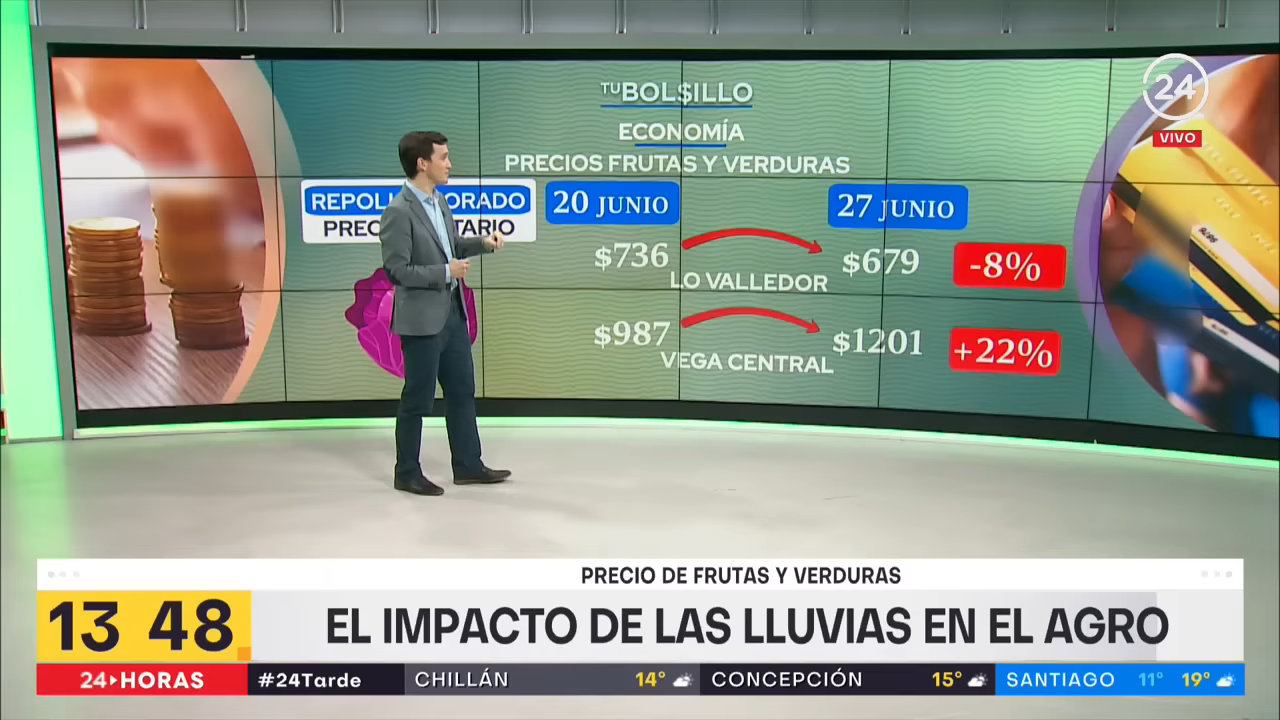 TU BOL$ILLO
ECONOMÍA
PRECIOS FRUTAS Y VERDURAS
24
VIVO
20 JUNIO
27 JUNIO
$736
$679
-8%
LO VALLEDOR
$987
$1201
+22%
VEGA CENTRAL
PRECIO DE FRUTAS Y VERDURAS
13 48
EL IMPACTO DE LAS LLUVIAS EN EL AGRO
24 HORAS
#24Tarde
CHILLÁN 14°
CONCEPCIÓN 15°
SANTIAGO 11° 19°